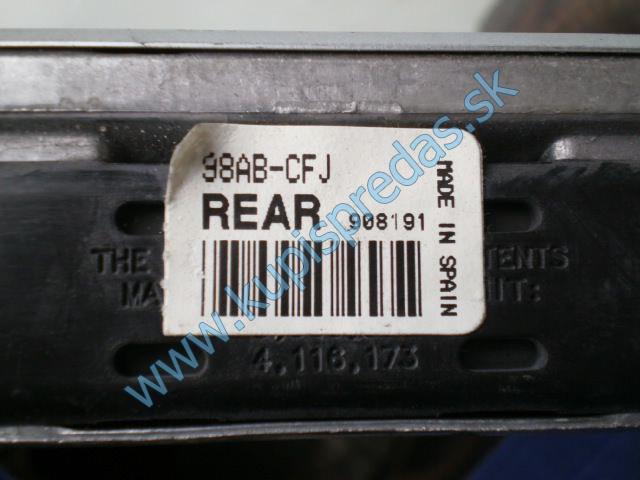 98AB-CFJ
REAR 908191
MADE IN SPAIN
THE TENTS
MA IT:
4,116,173
www.kupispredas.sk